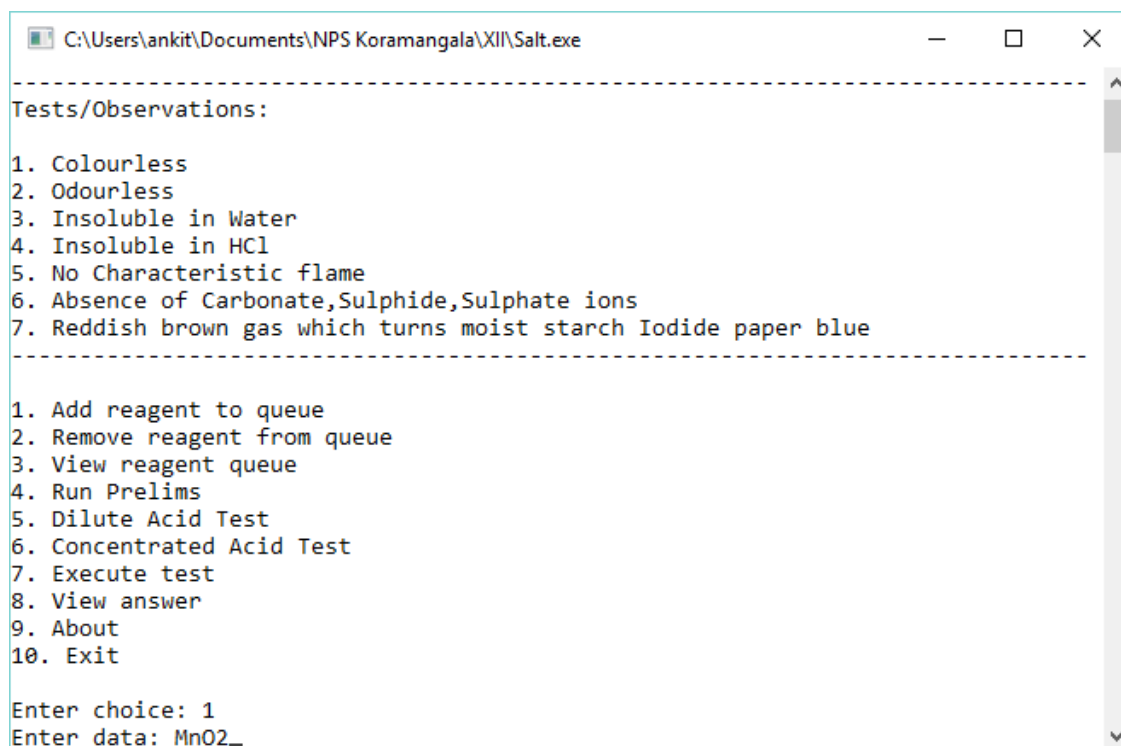 C:\Users\ankit\Documents\NPS Koramangala\XII\Salt.exe
------------------------------------------------------------------------------
Tests/Observations:
1. Colourless
2. Odourless
3. Insoluble in Water
4. Insoluble in HCl
5. No Characteristic flame
6. Absence of Carbonate,Sulphide,Sulphate ions
7. Reddish brown gas which turns moist starch Iodide paper blue
------------------------------------------------------------------------------
1. Add reagent to queue
2. Remove reagent from queue
3. View reagent queue
4. Run Prelims
5. Dilute Acid Test
6. Concentrated Acid Test
7. Execute test
8. View answer
9. About
10. Exit
Enter choice: 1
Enter data: MnO2_